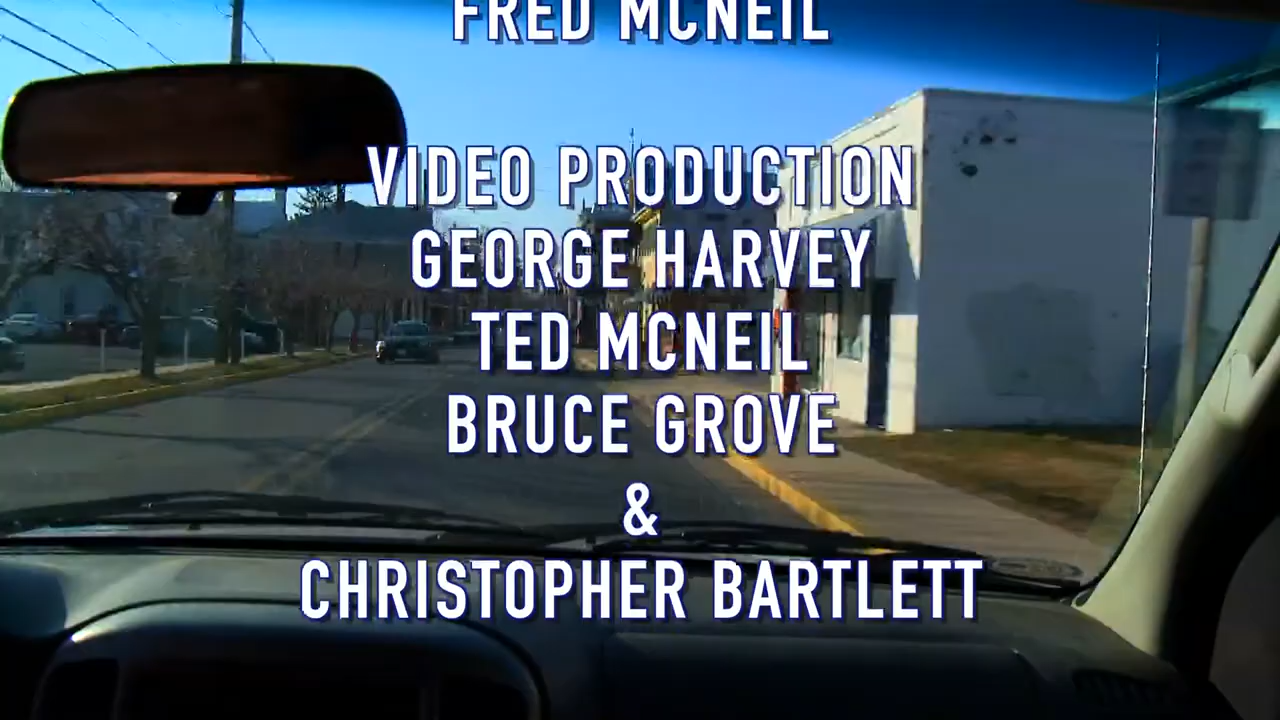 FRED MCNEIL
VIDEO PRODUCTION
GEORGE HARVEY
TED MCNEIL
BRUCE GROVE
&
CHRISTOPHER BARTLETT